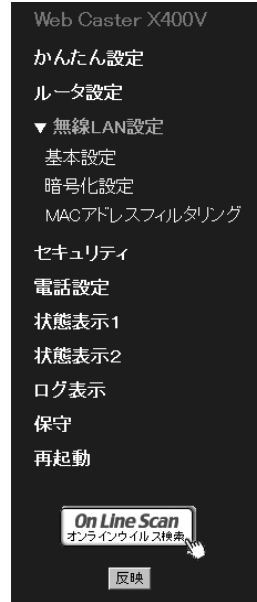 Web Caster X400V
かんたん設定
ルータ設定
▼ 無線LAN設定
基本設定
暗号化設定
MACアドレスフィルタリング
セキュリティ
電話設定
状態表示1
状態表示2
ログ表示
保守
再起動
On Line Scan
オンラインウイルス検索
反映